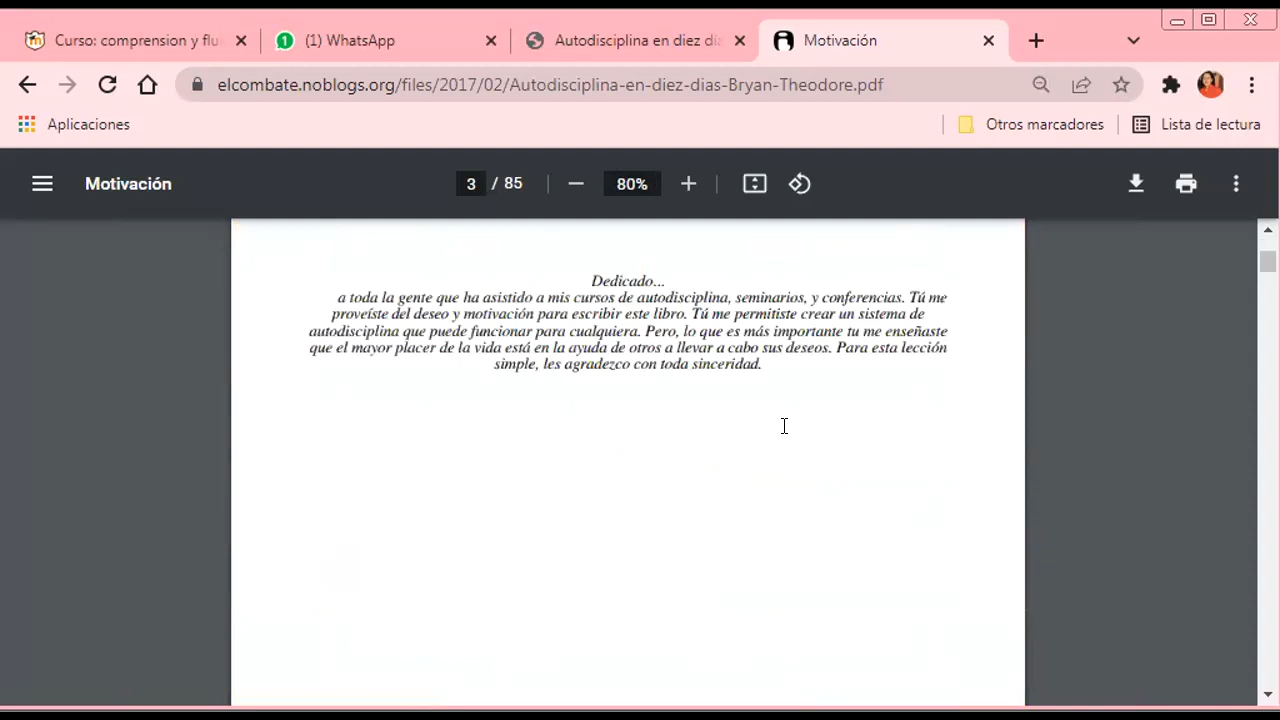 Curso: comprension y flu
(1) WhatsApp
Autodisciplina en diez dia
Motivación
elcombate.noblogs.org/files/2017/02/Autodisciplina-en-diez-dias-Bryan-Theodore.pdf
Aplicaciones
Otros marcadores
Lista de lectura
Motivación
3 / 85
80%
Dedicado...
a toda la gente que ha asistido a mis cursos de autodisciplina, seminarios, y conferencias. Tú me
proveíste del deseo y motivación para escribir este libro. Tú me permitiste crear un sistema de
autodisciplina que puede funcionar para cualquiera. Pero, lo que es más importante tu me enseñaste
que el mayor placer de la vida está en la ayuda de otros a llevar a cabo sus deseos. Para esta lección
simple, les agradezco con toda sinceridad.